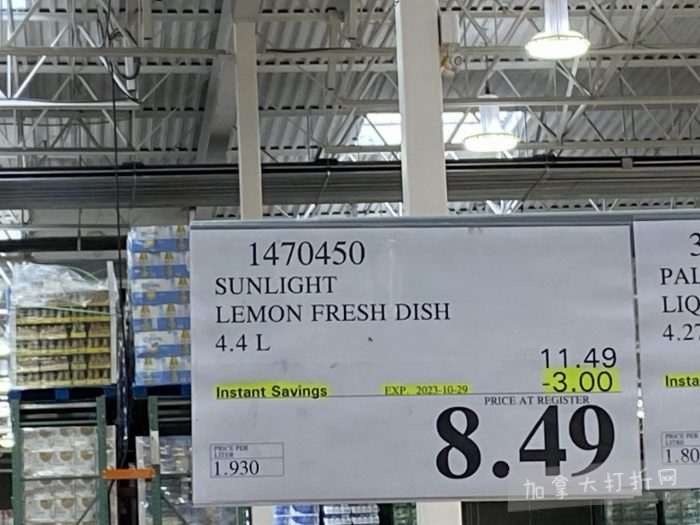 1470450
SUNLIGHT
LEMON FRESH DISH
4.4 L
11.49
Instant Savings EXP. 2023-10-29 -3.00
PRICE AT REGISTER
8.49
PRICE PER
LITER
1.930
3
PAL
LIQ
4.27
Insta
PRICE PER
LITRE
1.80
加拿大打折网